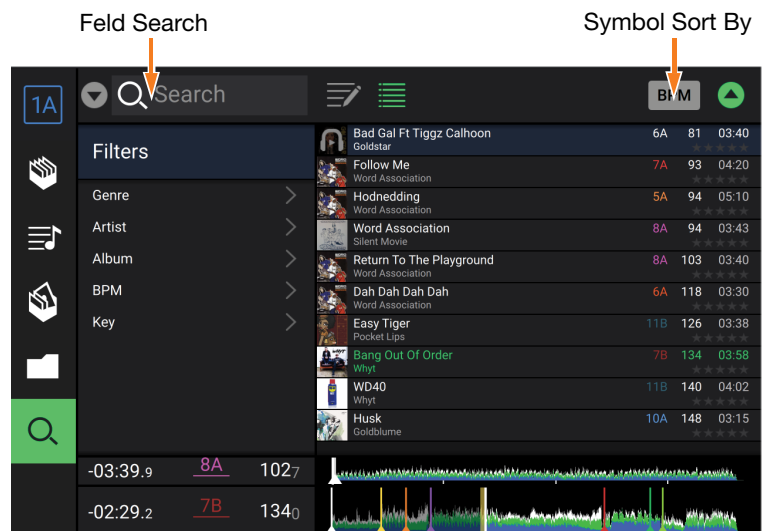 Feld Search
Symbol Sort By
1A
Search
BPM
Filters
Genre
Artist
Album
BPM
Key
Bad Gal Ft Tiggz Calhoon 6A 81 03:40
Goldstar
Follow Me 7A 93 04:20
Word Association
Hodnedding 5A 94 05:10
Word Association
Word Association 8A 94 03:43
Silent Movie
Return To The Playground 8A 103 03:40
Word Association
Dah Dah Dah Dah 6A 118 03:30
Word Association
Easy Tiger 11B 126 03:38
Pocket Lips
Bang Out Of Order 7B 134 03:58
Whyt
WD40 11B 140 04:02
Whyt
Husk 10A 148 03:15
Goldblume
-03:39.9 8A 1027
-02:29.2 7B 1340